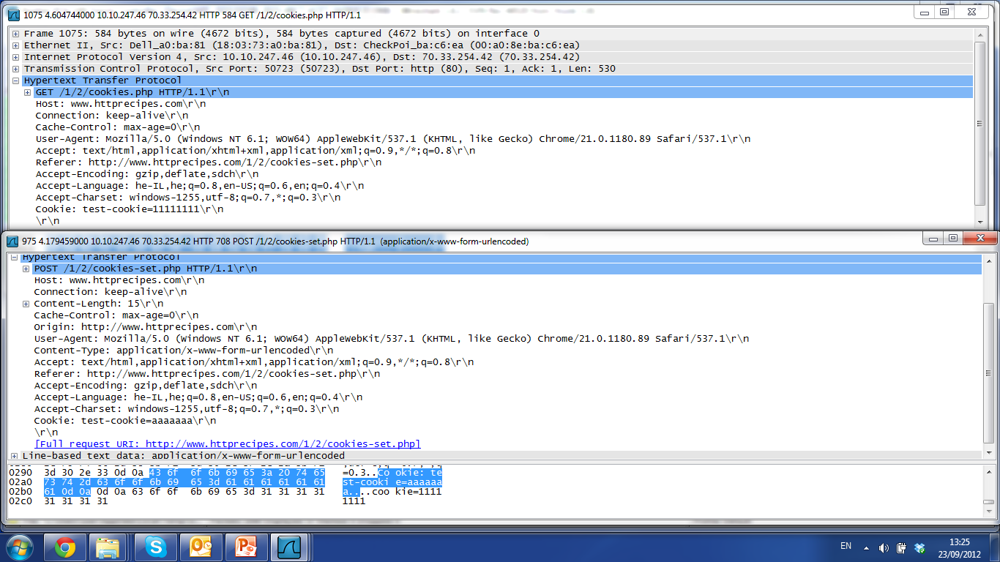 1075 4.604744000 10.10.247.46 70.33.254.42 HTTP 584 GET /1/2/cookies.php HTTP/1.1
Frame 1075: 584 bytes on wire (4672 bits), 584 bytes captured (4672 bits) on interface 0
Ethernet II, Src: Dell_a0:ba:81 (18:03:73:a0:ba:81), Dst: CheckPoi_ba:c6:ea (00:a0:8e:ba:c6:ea)
Internet Protocol Version 4, Src: 10.10.247.46 (10.10.247.46), Dst: 70.33.254.42 (70.33.254.42)
Transmission Control Protocol, Src Port: 50723 (50723), Dst Port: http (80), Seq: 1, Ack: 1, Len: 530
Hypertext Transfer Protocol
GET /1/2/cookies.php HTTP/1.1\r\n
Host: www.httprecipes.com\r\n
Connection: keep-alive\r\n
Cache-Control: max-age=0\r\n
User-Agent: Mozilla/5.0 (Windows NT 6.1; WOW64) AppleWebKit/537.1 (KHTML, like Gecko) Chrome/21.0.1180.89 Safari/537.1\r\n
Accept: text/html,application/xhtml+xml,application/xml;q=0.9,*/*;q=0.8\r\n
Referer: http://www.httprecipes.com/1/2/cookies-set.php\r\n
Accept-Encoding: gzip,deflate,sdch\r\n
Accept-Language: he-IL,he;q=0.8,en-US;q=0.6,en;q=0.4\r\n
Accept-Charset: windows-1255,utf-8;q=0.7,*;q=0.3\r\n
Cookie: test-cookie=11111111\r\n
\r\n
975 4.179459000 10.10.247.46 70.33.254.42 HTTP 708 POST /1/2/cookies-set.php HTTP/1.1 (application/x-www-form-urlencoded)
Hypertext Transfer Protocol
POST /1/2/cookies-set.php HTTP/1.1\r\n
Host: www.httprecipes.com\r\n
Connection: keep-alive\r\n
Content-Length: 15\r\n
Cache-Control: max-age=0\r\n
Origin: http://www.httprecipes.com\r\n
User-Agent: Mozilla/5.0 (Windows NT 6.1; WOW64) AppleWebKit/537.1 (KHTML, like Gecko) Chrome/21.0.1180.89 Safari/537.1\r\n
Content-Type: application/x-www-form-urlencoded\r\n
Accept: text/html,application/xhtml+xml,application/xml;q=0.9,*/*;q=0.8\r\n
Referer: http://www.httprecipes.com/1/2/cookies-set.php\r\n
Accept-Encoding: gzip,deflate,sdch\r\n
Accept-Language: he-IL,he;q=0.8,en-US;q=0.6,en;q=0.4\r\n
Accept-Charset: windows-1255,utf-8;q=0.7,*;q=0.3\r\n
Cookie: test-cookie=aaaaaaa\r\n
\r\n
[Full request URI: http://www.httprecipes.com/1/2/cookies-set.php]
Line-based text data: application/x-www-form-urlencoded
0290 3d 30 2e 33 0d 0a 43 6f 6f 6b 69 65 3a 20 74 65 =0.3..Co okie: te
02a0 73 74 2d 63 6f 6f 6b 69 65 3d 61 61 61 61 61 61 st-cooki e=aaaaaa
02b0 61 0d 0a 0d 0a 63 6f 6f 6b 69 65 3d 31 31 31 31 a....coo kie=1111
02c0 31 31 31 31 1111
EN 13:25
23/09/2012